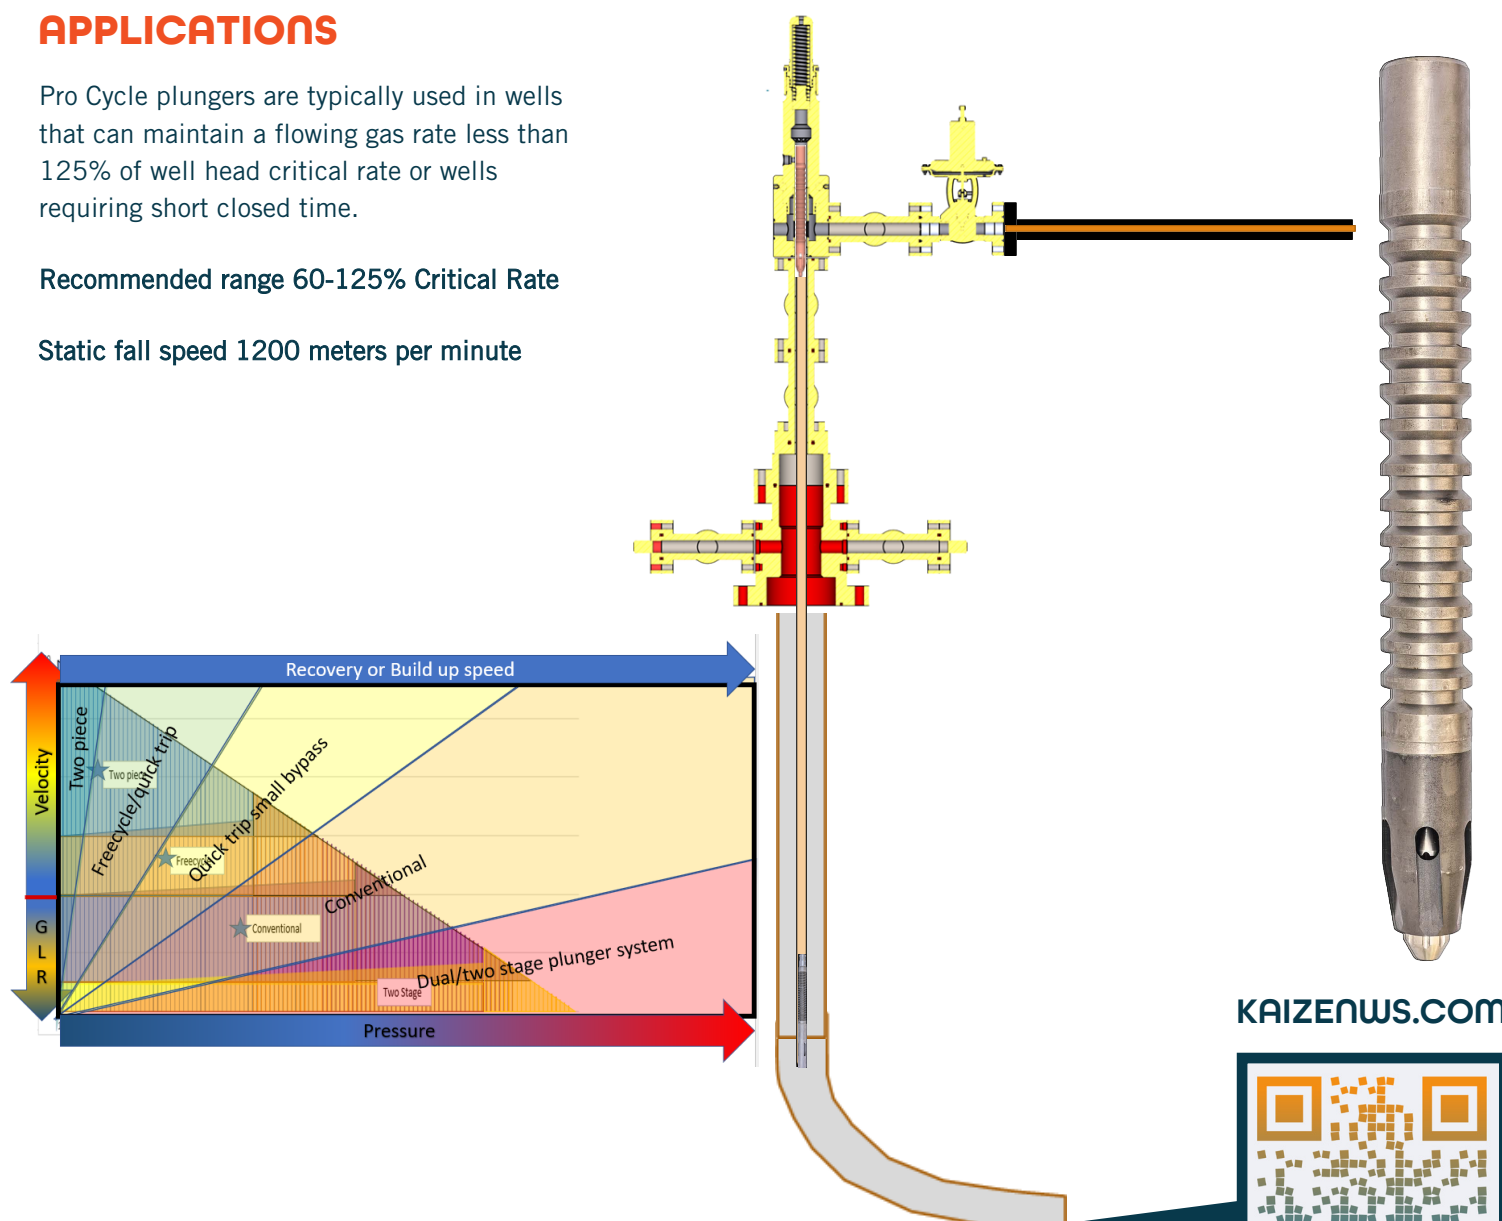 APPLICATIONS
Pro Cycle plungers are typically used in wells
that can maintain a flowing gas rate less than
125% of well head critical rate or wells
requiring short closed time.
Recommended range 60-125% Critical Rate
Static fall speed 1200 meters per minute
Recovery or Build up speed
Velocity
G
L
R
Two piece
Freecycle/quick trip
Quick trip small bypass
Conventional
Dual/two stage plunger system
Two piece
Freecycle
Conventional
Two Stage
Pressure
KAIZENWS.COM